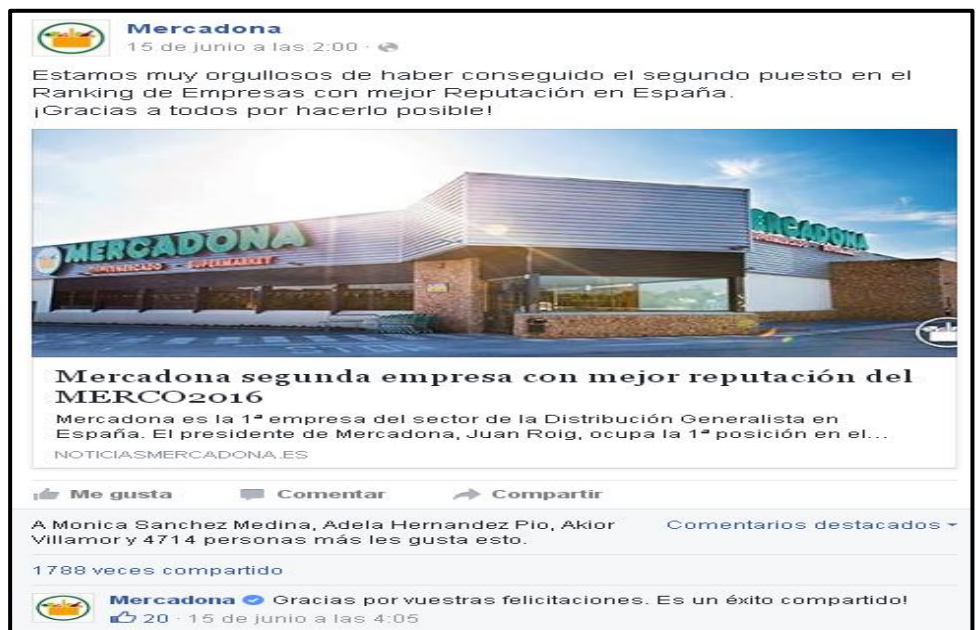 Mercadona
15 de junio a las 2:00 ·
Estamos muy orgullosos de haber conseguido el segundo puesto en el
Ranking de Empresas con mejor Reputación en España.
¡Gracias a todos por hacerlo posible!
MERCADONA
SUPERMERCADO - SUPERMARKET
MERCADONA
Mercadona segunda empresa con mejor reputación del
MERCO2016
Mercadona es la 1ª empresa del sector de la Distribución Generalista en
España. El presidente de Mercadona, Juan Roig, ocupa la 1ª posición en el...
NOTICIASMERCADONA.ES
Me gusta Comentar Compartir
A Monica Sanchez Medina, Adela Hernandez Pio, Akior Comentarios destacados
Villamor y 4714 personas más les gusta esto.
1788 veces compartido
Mercadona Gracias por vuestras felicitaciones. Es un éxito compartido!
20 · 15 de junio a las 4:05